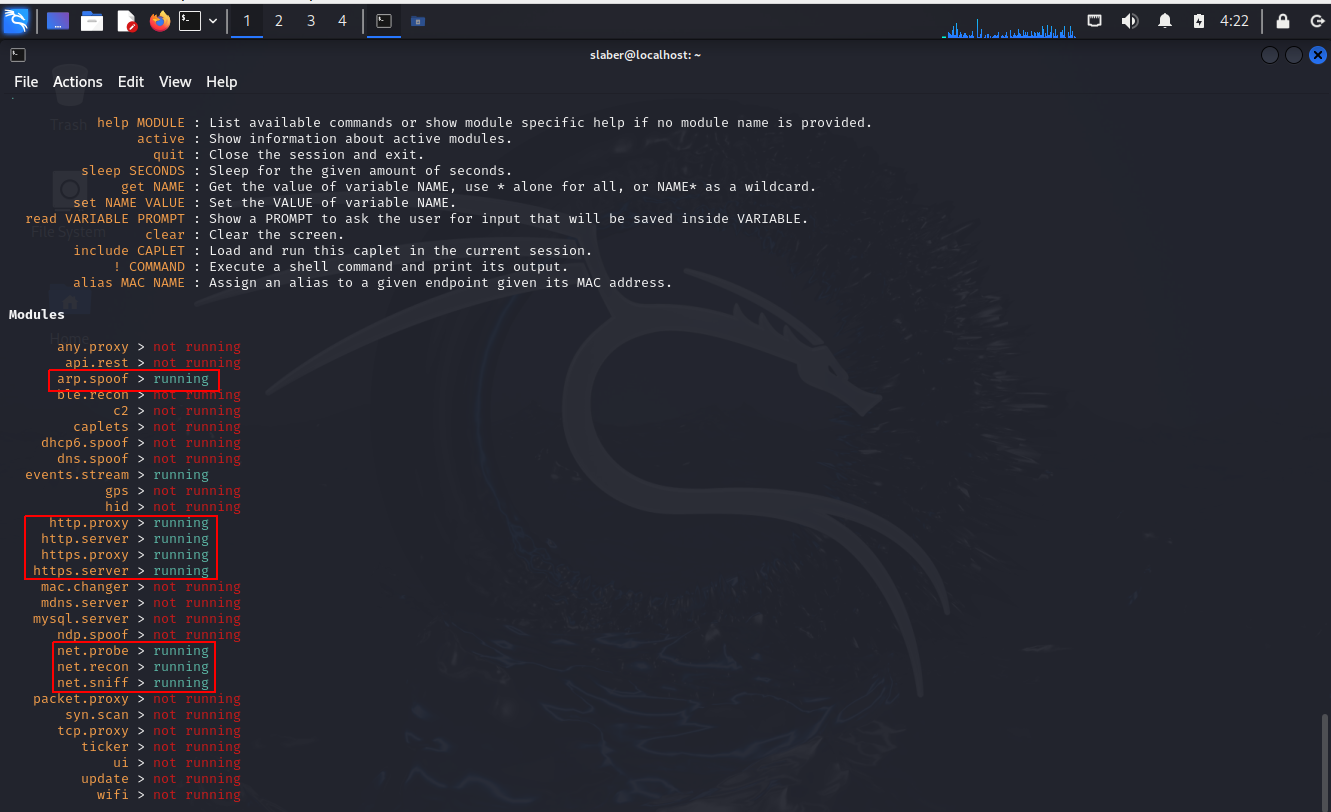 1 2 3 4 4:22
slaber@localhost: ~
File Actions Edit View Help
Trash
help MODULE : List available commands or show module specific help if no module name is provided.
active : Show information about active modules.
quit : Close the session and exit.
sleep SECONDS : Sleep for the given amount of seconds.
get NAME : Get the value of variable NAME, use * alone for all, or NAME* as a wildcard.
set NAME VALUE : Set the VALUE of variable NAME.
read VARIABLE PROMPT : Show a PROMPT to ask the user for input that will be saved inside VARIABLE.
File System
clear : Clear the screen.
include CAPLET : Load and run this caplet in the current session.
! COMMAND : Execute a shell command and print its output.
alias MAC NAME : Assign an alias to a given endpoint given its MAC address.
Modules
Home
any.proxy > not running
api.rest > not running
arp.spoof > running
ble.recon > not running
c2 > not running
caplets > not running
dhcp6.spoof > not running
dns.spoof > not running
events.stream > running
gps > not running
hid > not running
http.proxy > running
http.server > running
https.proxy > running
https.server > running
mac.changer > not running
mdns.server > not running
mysql.server > not running
ndp.spoof > not running
net.probe > running
net.recon > running
net.sniff > running
packet.proxy > not running
syn.scan > not running
tcp.proxy > not running
ticker > not running
ui > not running
update > not running
wifi > not running